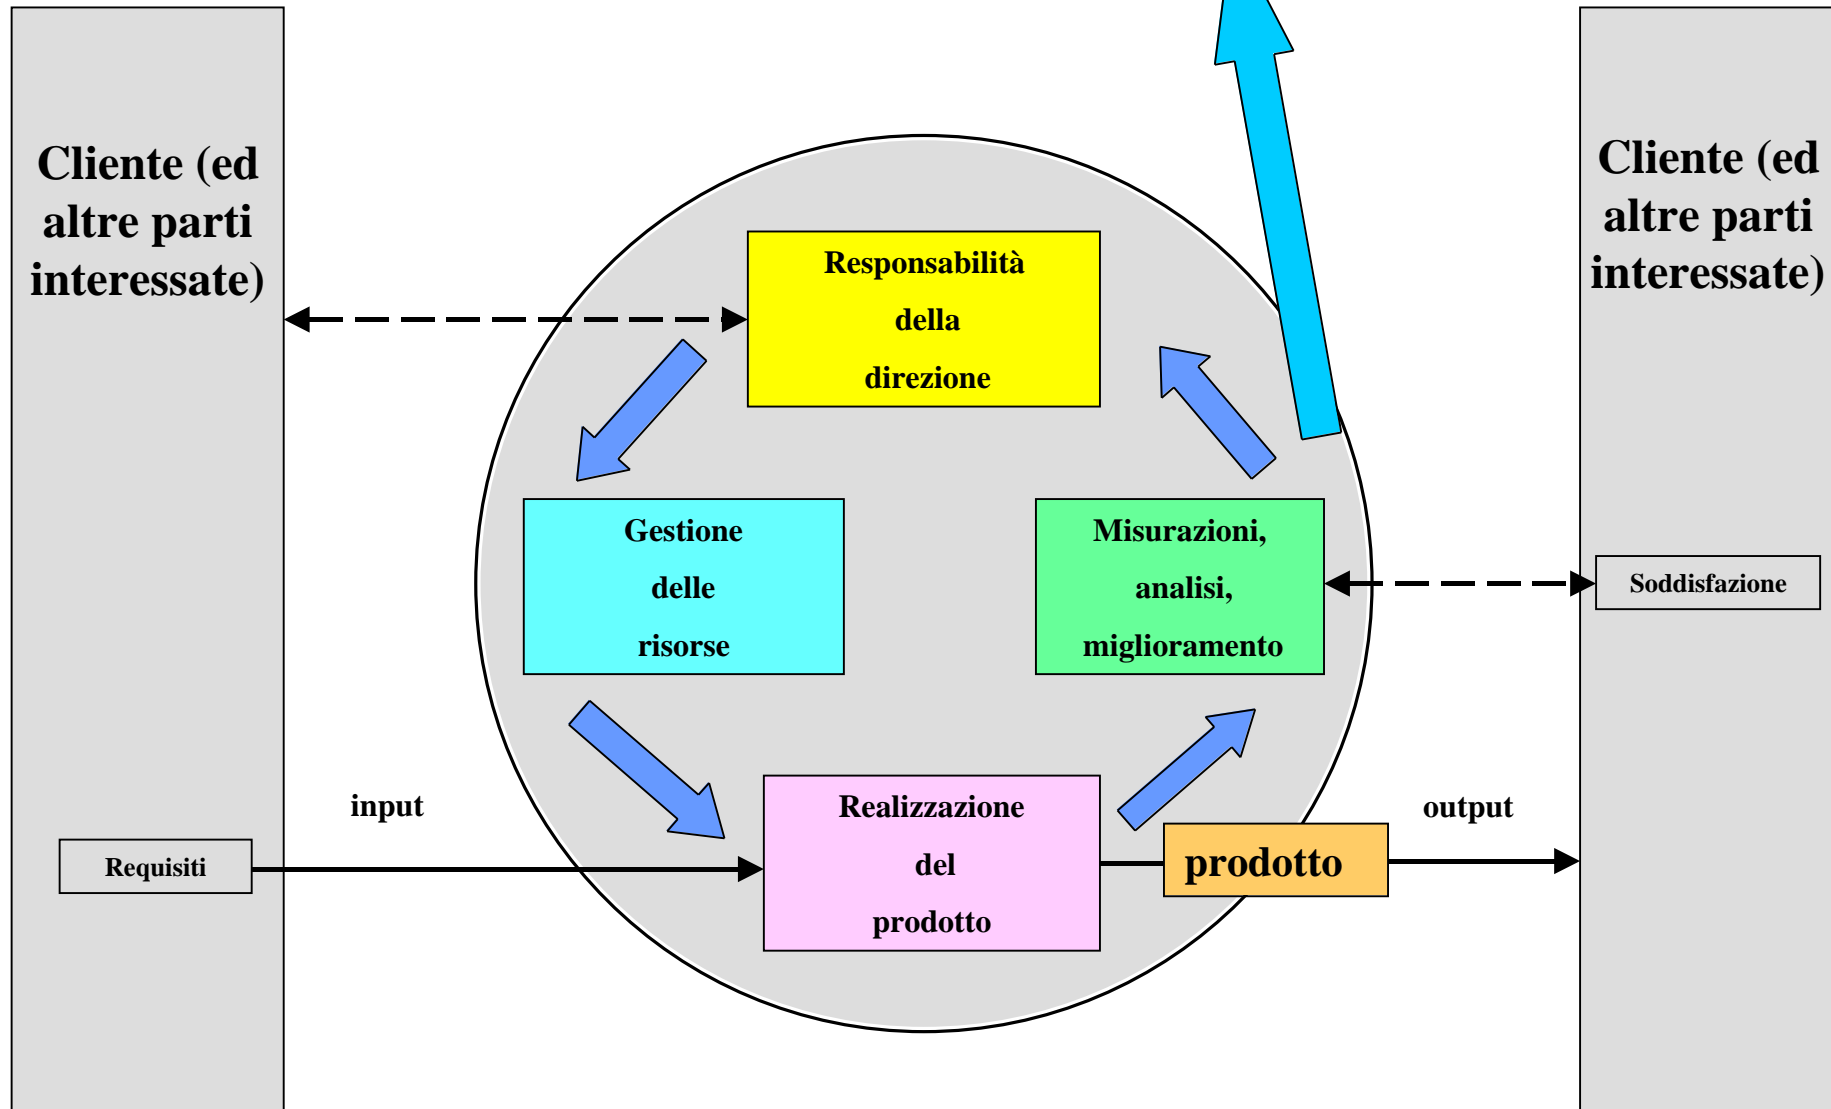 Cliente (ed
altre parti
interessate)
Cliente (ed
altre parti
interessate)
Responsabilità
della
direzione
Gestione
delle
risorse
Misurazioni,
analisi,
miglioramento
Soddisfazione
input
Realizzazione
del
prodotto
output
prodotto
Requisiti